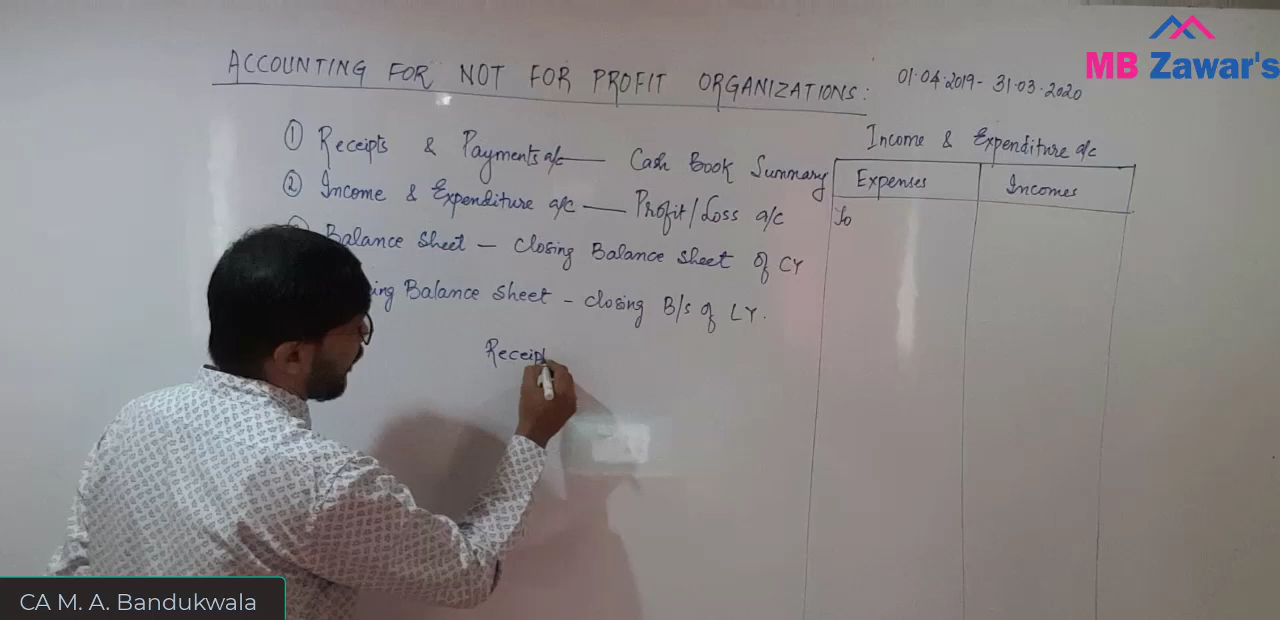 MB Zawar's
ACCOUNTING FOR NOT FOR PROFIT ORGANIZATIONS:
01.04.2019 - 31.03.2020
① Receipts & Payments a/c — Cash Book Summary
② Income & Expenditure a/c — Profit/Loss a/c
Balance Sheet - Closing Balance Sheet of CY
ing Balance Sheet - Closing B/s of LY.
Receipt
Income & Expenditure a/c
Expenses Incomes
To
CA M. A. Bandukwala